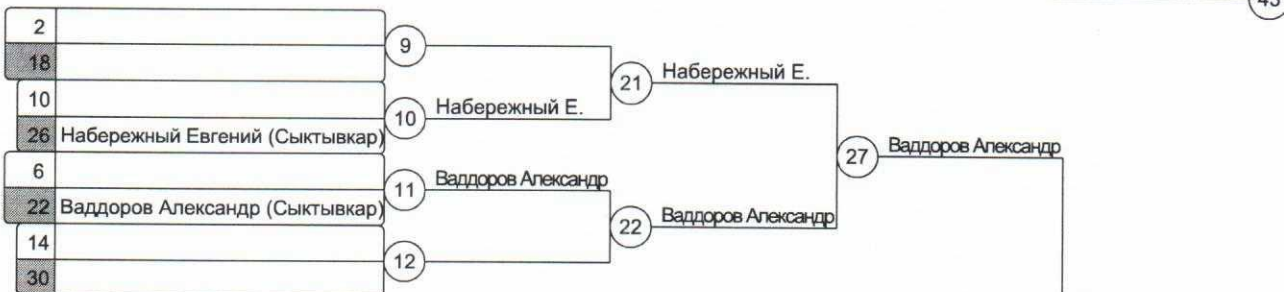 43
2
9
18
21 Набережный Е.
10
10 Набережный Е.
26 Набережный Евгений (Сыктывкар)
27 Ваддоров Александр
6
11 Ваддоров Александр
22 Ваддоров Александр (Сыктывкар)
22 Ваддоров Александр
14
12
30